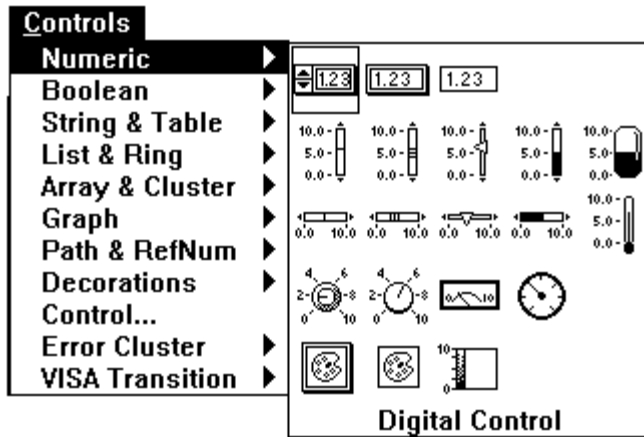 Controls
Numeric
Boolean
String & Table
List & Ring
Array & Cluster
Graph
Path & RefNum
Decorations
Control...
Error Cluster
VISA Transition
1.23 1.23 1.23
10.0 10.0 10.0 10.0 10.0
5.0 5.0 5.0 5.0 5.0
0.0 0.0 0.0 0.0 0.0
10.0
5.0
0.0
0.0 10.0 0.0 10.0 0.0 10.0 0.0 10.0
4 6 4 6
2 8 2 8
0 10 0 10
0 10
10
0
Digital Control